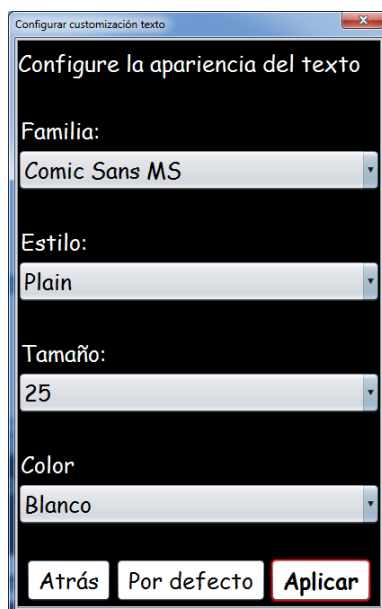 Configurar customización texto
Configure la apariencia del texto
Familia:
Comic Sans MS
Estilo:
Plain
Tamaño:
25
Color
Blanco
Atrás Por defecto Aplicar